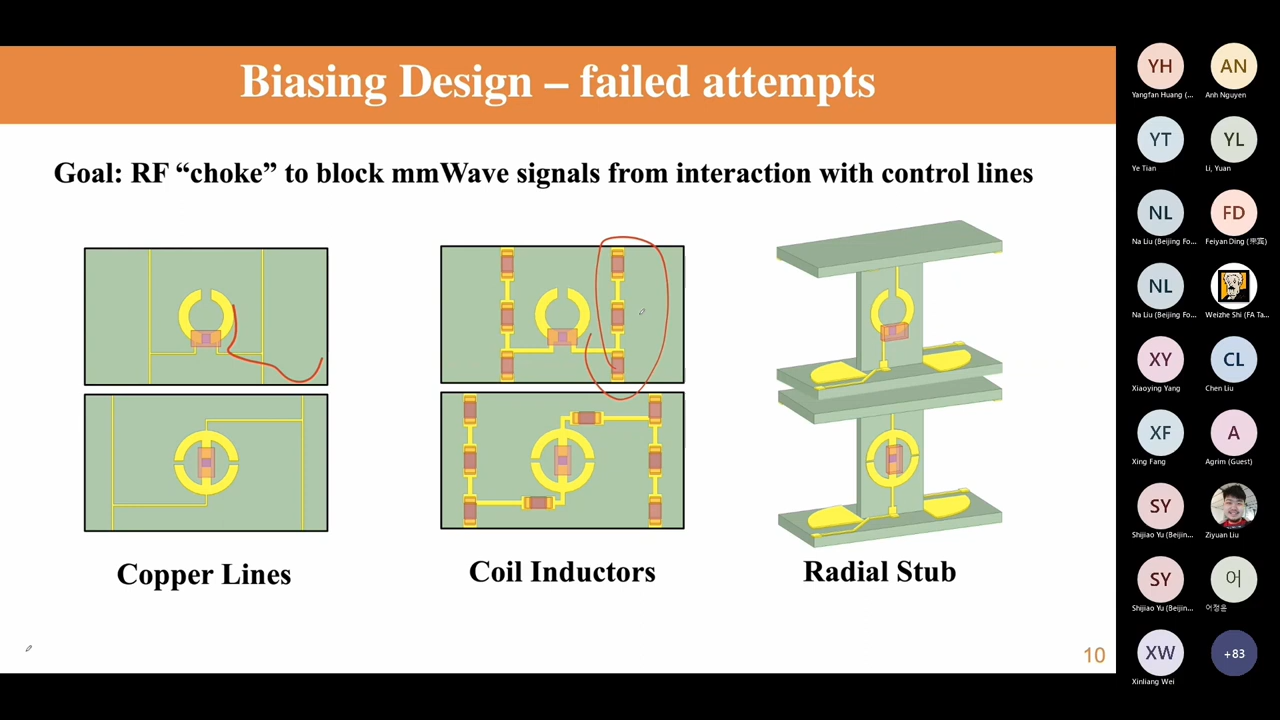 Biasing Design – failed attempts
Goal: RF “choke” to block mmWave signals from interaction with control lines
Copper Lines
Coil Inductors
Radial Stub
10
YH
AN
Yangfan Huang (...
Anh Nguyen
YT
YL
Ye Tian
Li, Yuan
NL
FD
Na Liu (Beijing Fo...
NL
Na Liu (Beijing Fo...
Weizhe Shi (FA Ta...
XY
CL
Xiaoying Yang
Chen Liu
XF
A
Xing Fang
Agrim (Guest)
SY
Shijiao Yu (Beijin...
Ziyuan Liu
SY
어
Shijiao Yu (Beijin...
어정윤
XW
+83
Xinliang Wei